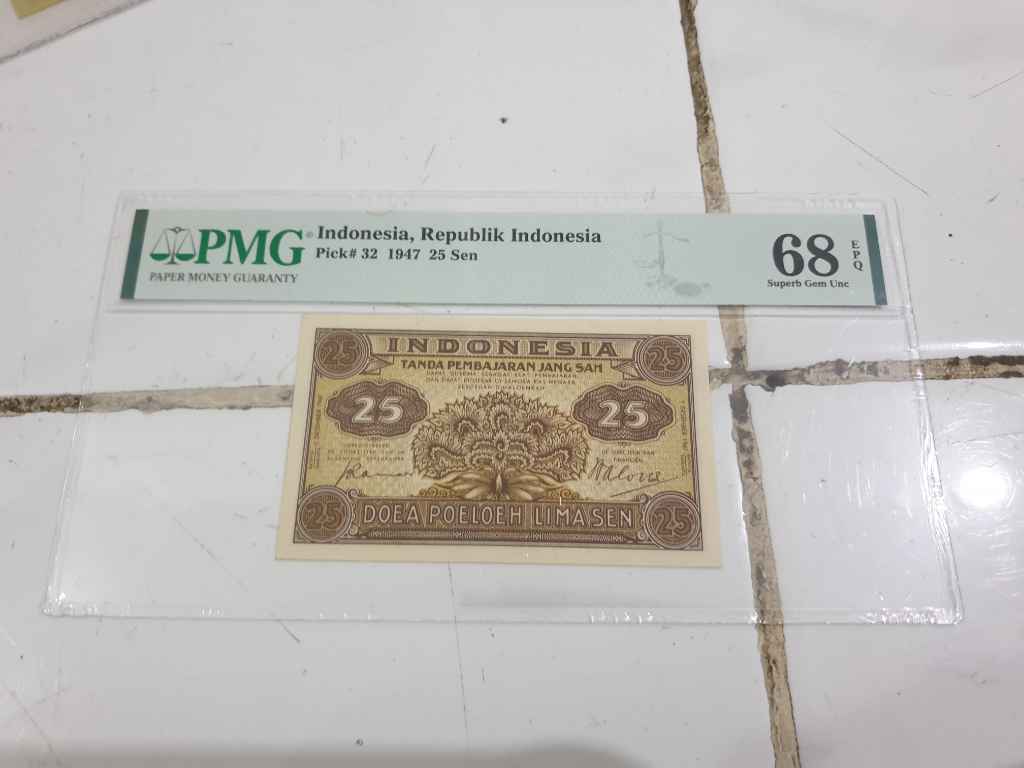 PMG
PAPER MONEY GUARANTY
Indonesia, Republik Indonesia
Pick# 32 1947 25 Sen
68
EPQ
Superb Gem Unc
25
INDONESIA
25
TANDA PEMBAJARAN JANG SAH
25
25
25
DOEA POELOEH LIMA SEN
25